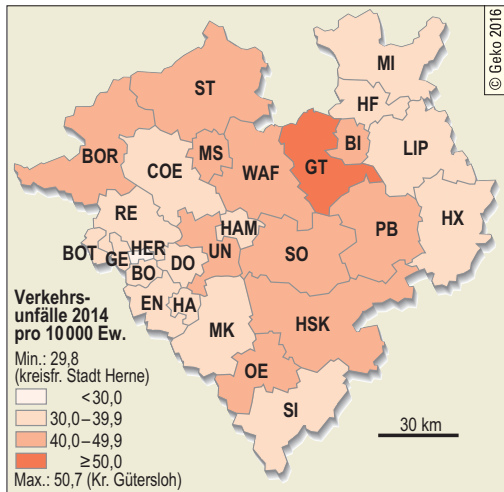 © Geko 2016
MI
ST
HF
BI
BOR
MS
LIP
COE
WAF
GT
RE
HAM
HX
BOT
GE
HER
UN
SO
PB
BO
DO
EN
HA
MK
HSK
OE
SI
Verkehrs-
unfälle 2014
pro 10000 Ew.
Min.: 29,8
(kreisfr. Stadt Herne)
<30,0
30,0–39,9
40,0–49,9
≥50,0
Max.: 50,7 (Kr. Gütersloh)
30 km